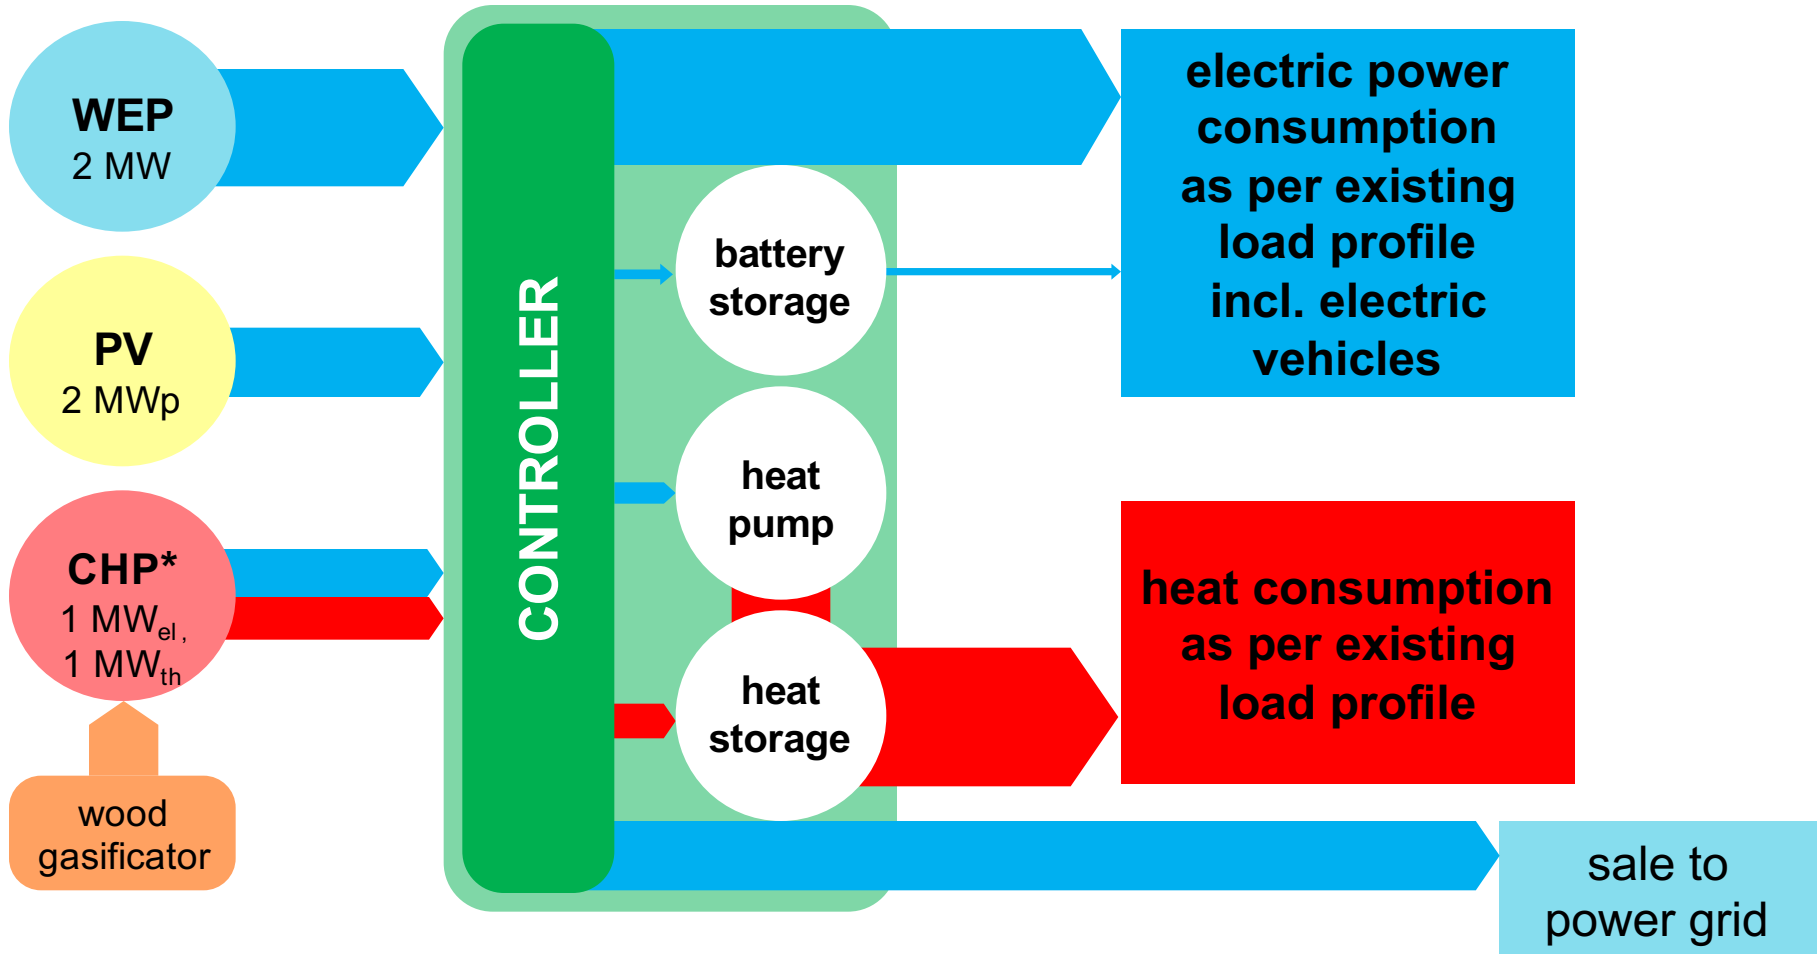 WEP
2 MW
PV
2 MWp
CHP*
1 MWel,
1 MWth
wood
gasificator
CONTROLLER
battery
storage
heat
pump
heat
storage
electric power
consumption
as per existing
load profile
incl. electric
vehicles
heat consumption
as per existing
load profile
sale to
power grid